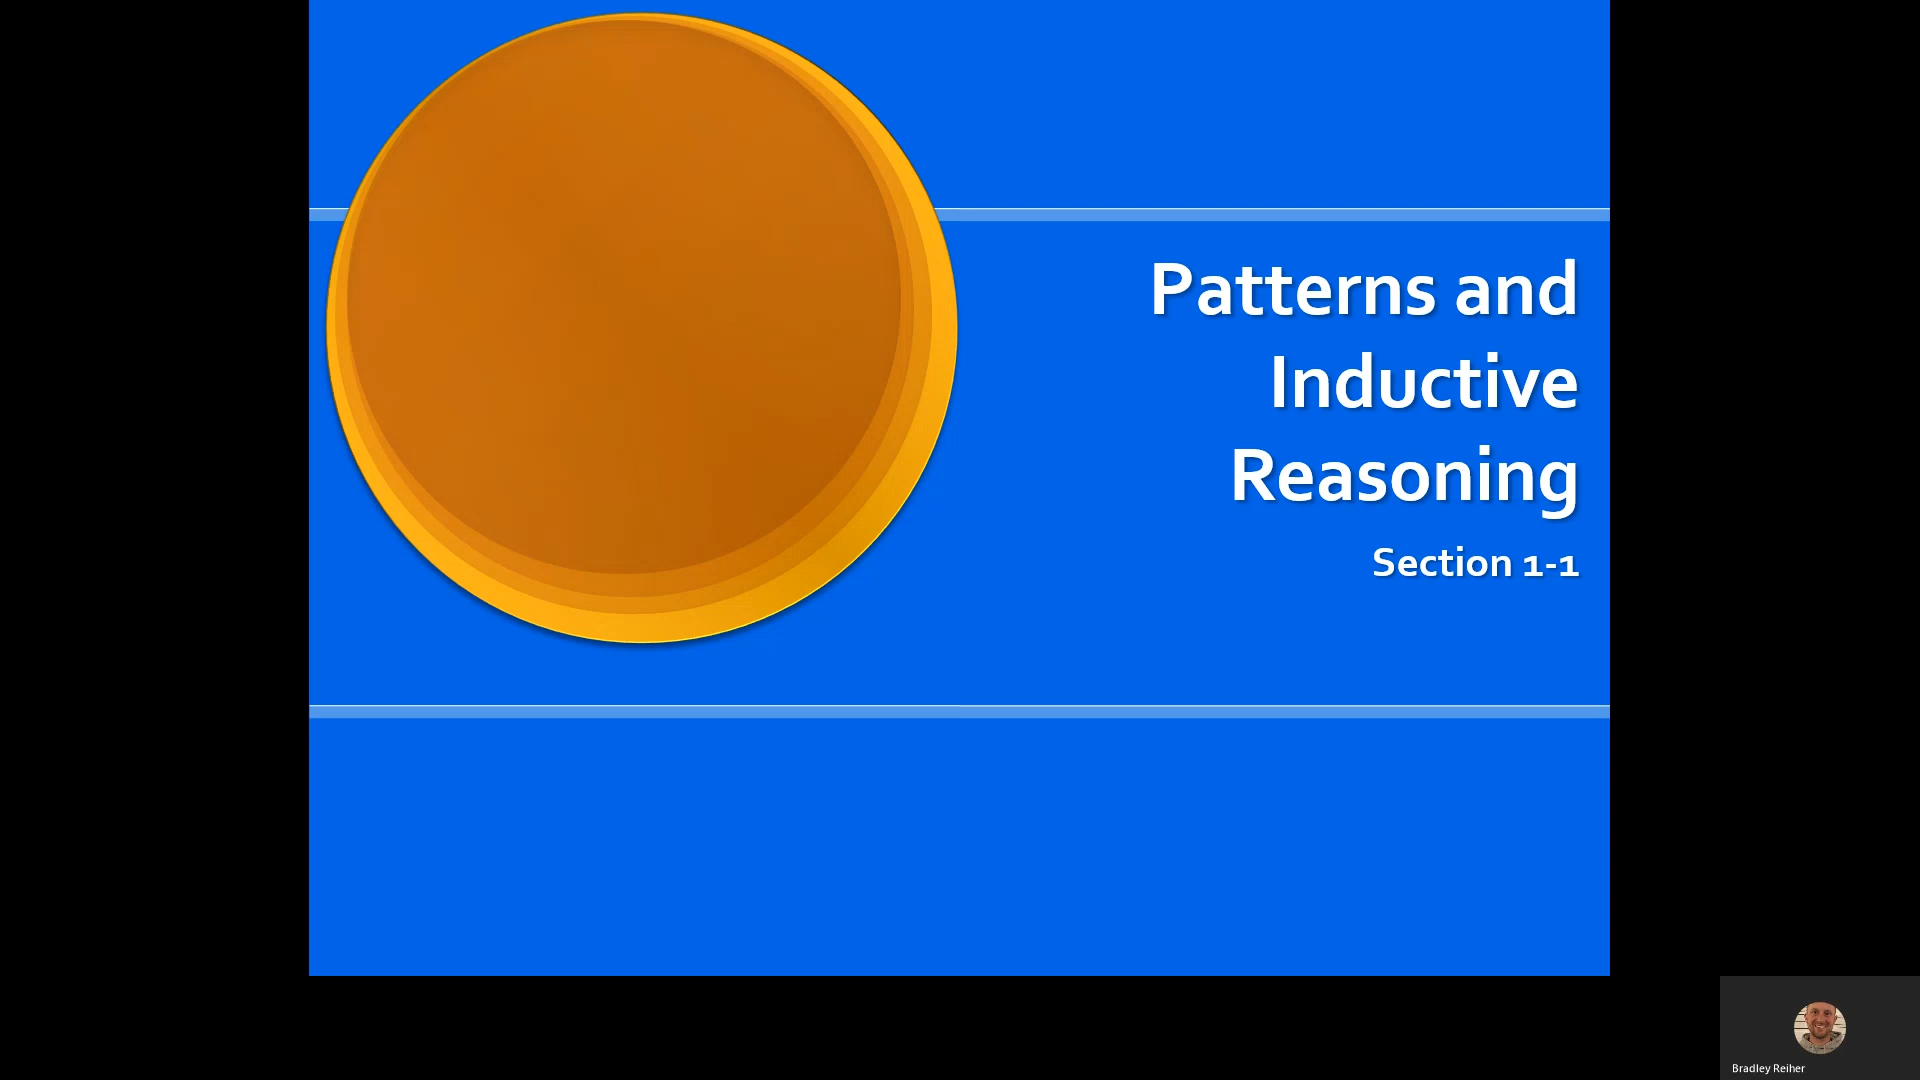 Patterns and
Inductive
Reasoning
Section 1-1
Bradley Reiher